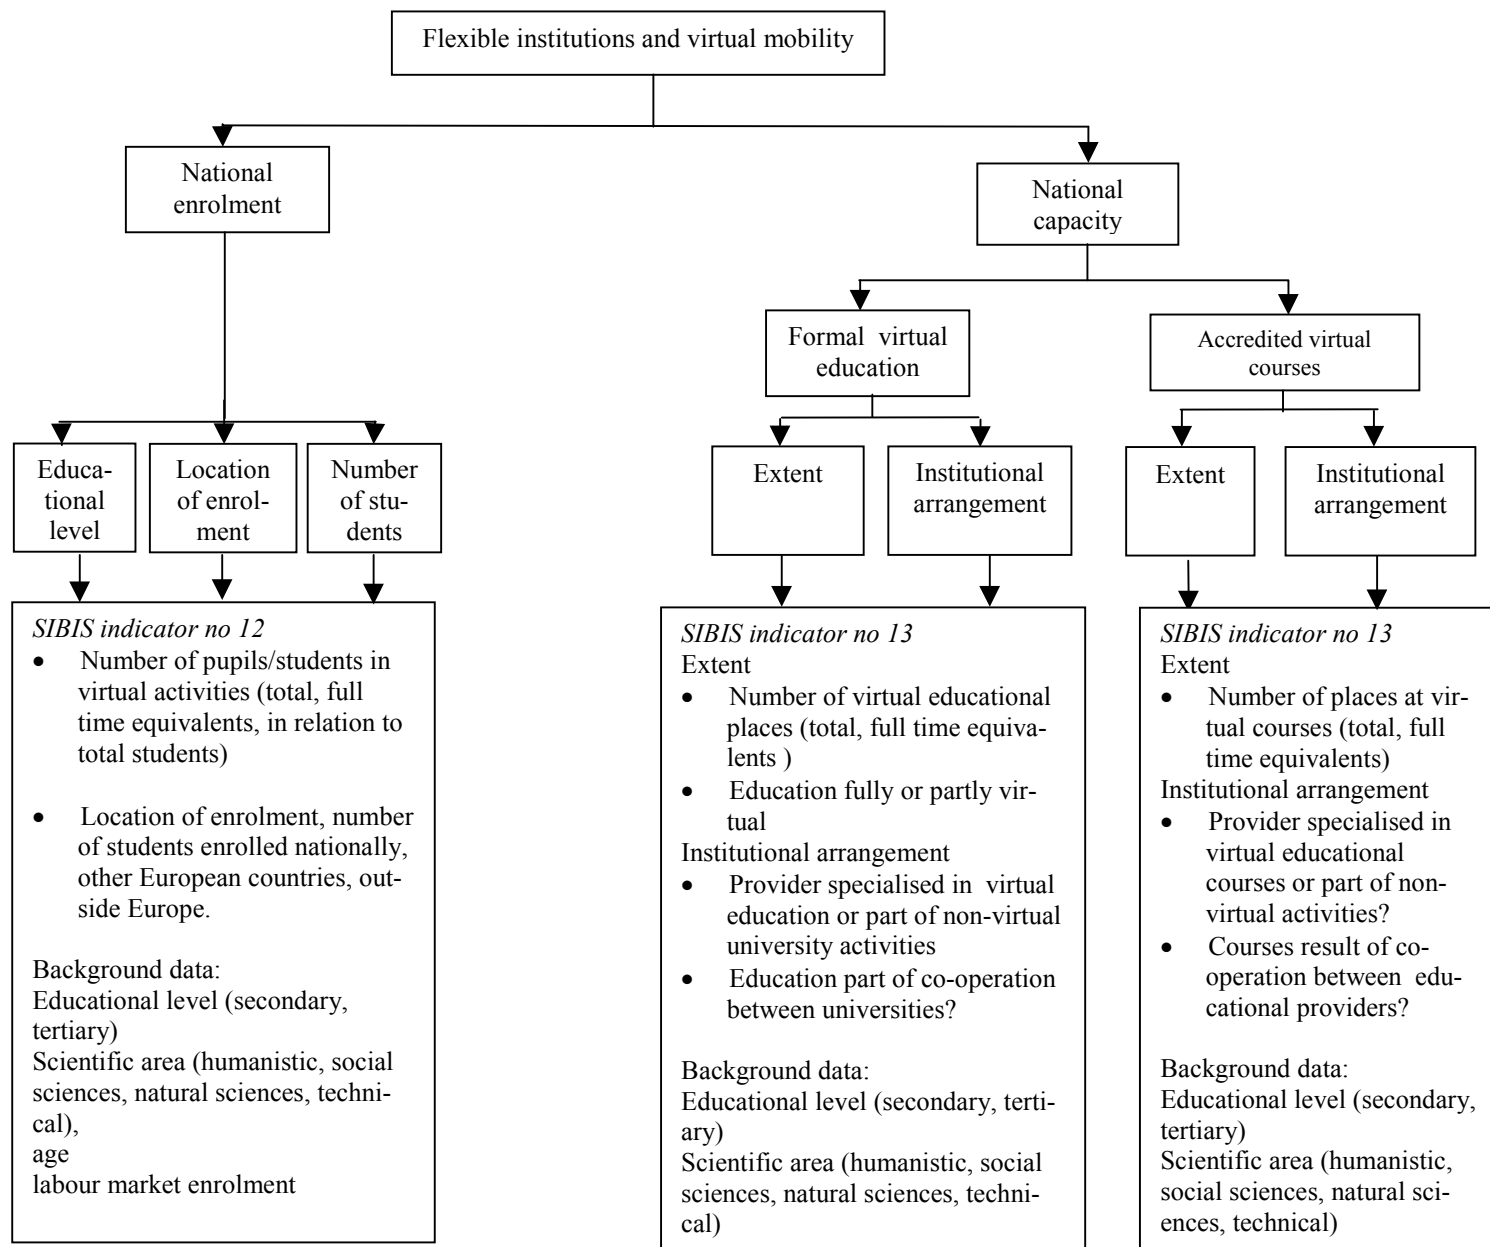 Flexible institutions and virtual mobility
National
enrolment
National
capacity
Formal virtual
education
Accredited virtual
courses
Educa-
tional
level
Location
of enrol-
ment
Number
of stu-
dents
Extent
Institutional
arrangement
Extent
Institutional
arrangement
SIBIS indicator no 12
• Number of pupils/students in
virtual activities (total, full
time equivalents, in relation to
total students)
• Location of enrolment, number
of students enrolled nationally,
other European countries, out-
side Europe.
Background data:
Educational level (secondary,
tertiary)
Scientific area (humanistic, social
sciences, natural sciences, techni-
cal),
age
labour market enrolment
SIBIS indicator no 13
Extent
• Number of virtual educational
places (total, full time equiva-
lents )
• Education fully or partly vir-
tual
Institutional arrangement
• Provider specialised in virtual
education or part of non-virtual
university activities
• Education part of co-operation
between universities?
Background data:
Educational level (secondary, terti-
ary)
Scientific area (humanistic, social
sciences, natural sciences, techni-
cal)
SIBIS indicator no 13
Extent
• Number of places at vir-
tual courses (total, full
time equivalents)
Institutional arrangement
• Provider specialised in
virtual educational
courses or part of non-
virtual activities?
• Courses result of co-
operation between edu-
cational providers?
Background data:
Educational level (secondary,
tertiary)
Scientific area (humanistic,
social sciences, natural sci-
ences, technical)